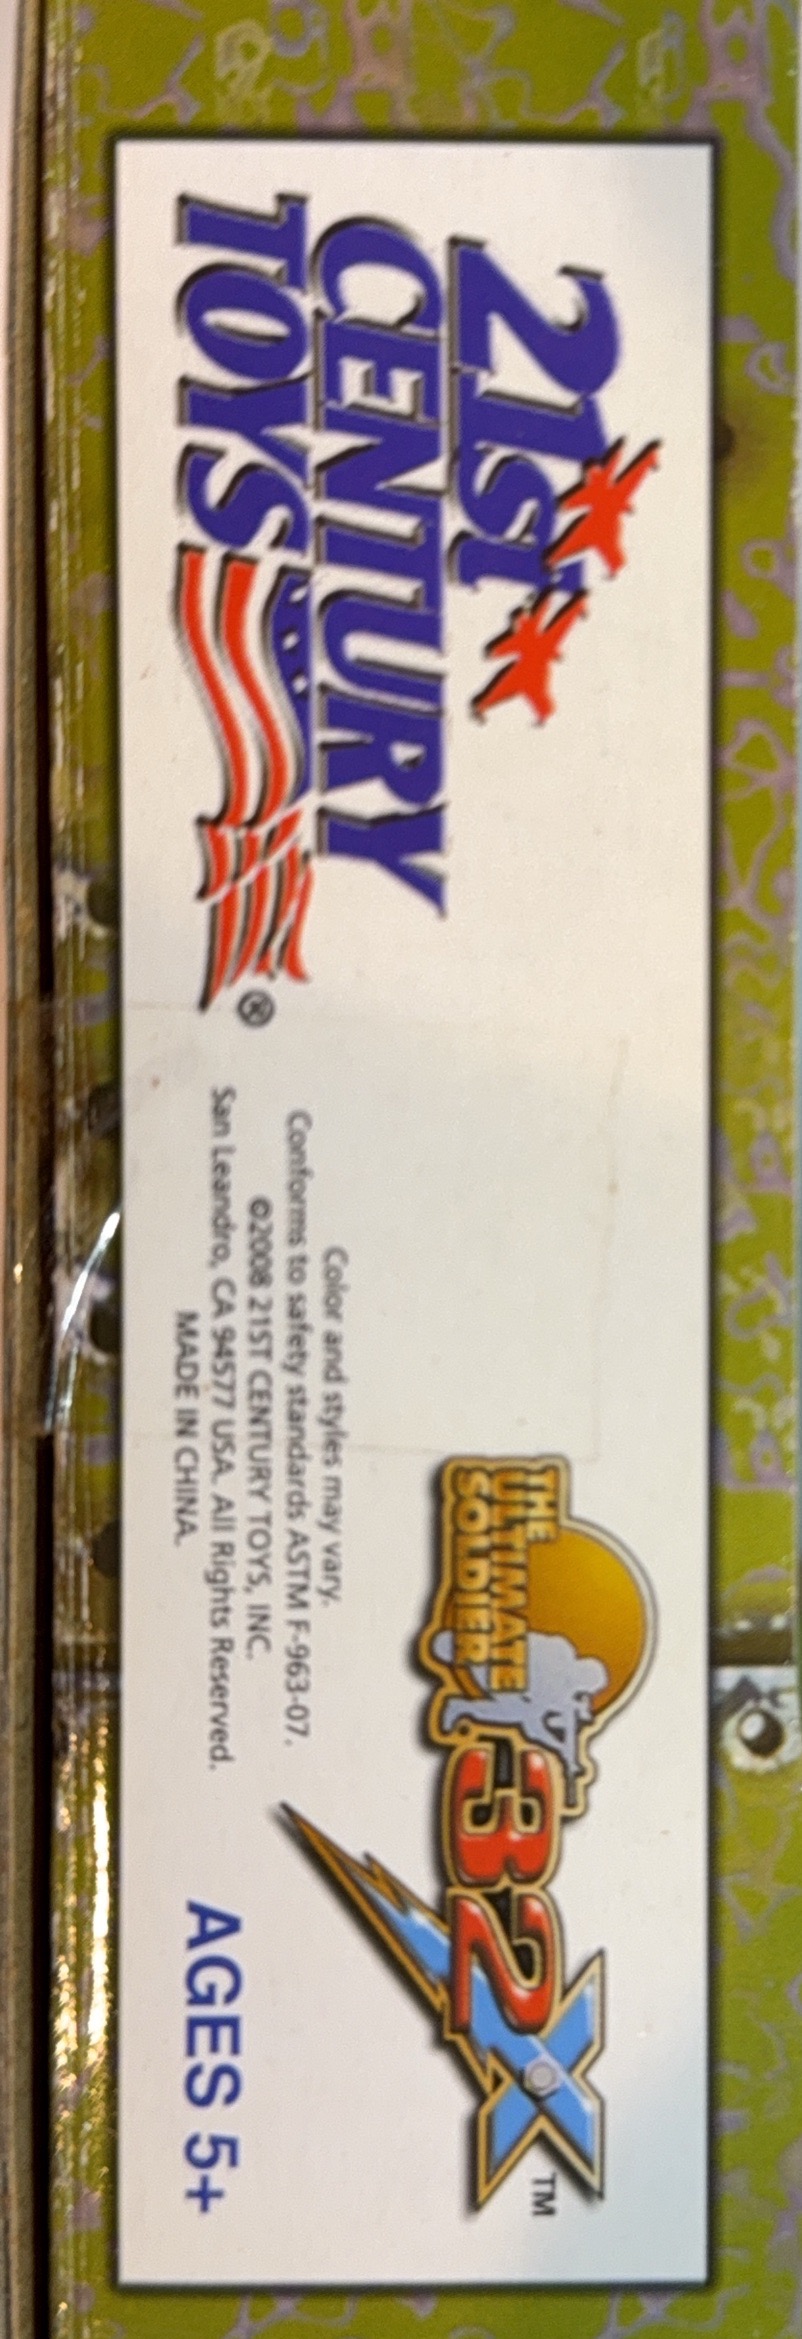 21st
CENTURY
TOYS ®
THE
ULTIMATE
SOLDIER
32X ™
Color and styles may vary.
Conforms to safety standards ASTM F-963-07.
©2008 21ST CENTURY TOYS, INC.
San Leandro, CA 94577 USA. All Rights Reserved.
MADE IN CHINA.
AGES 5+